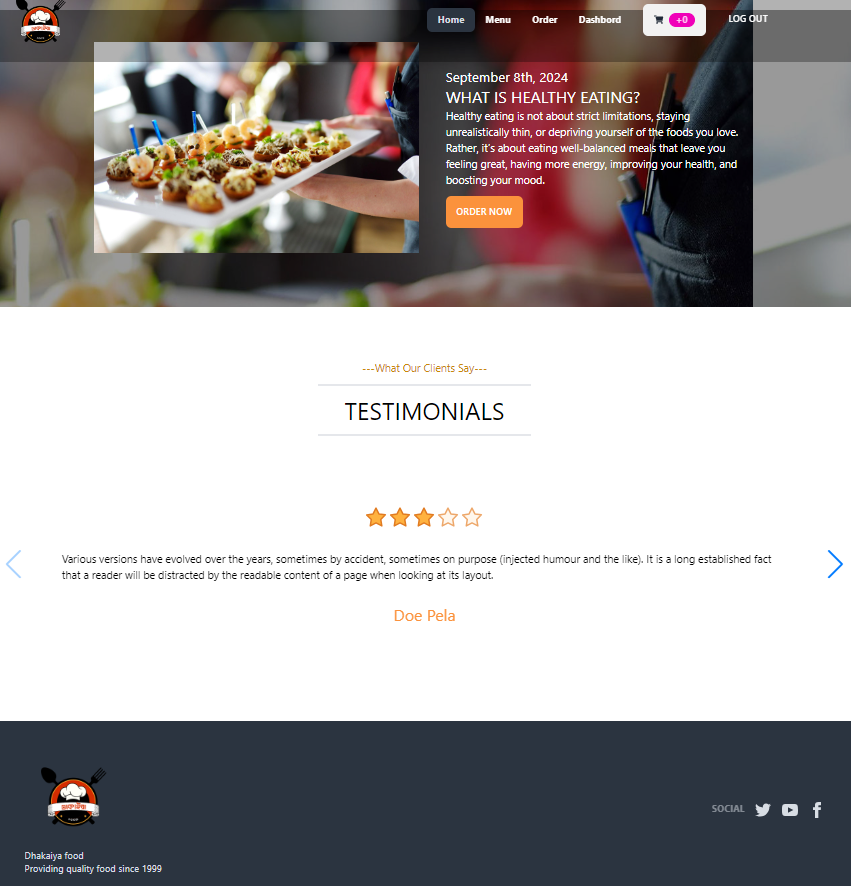 Home Menu Order Dashbord +0 LOG OUT
September 8th, 2024
WHAT IS HEALTHY EATING?
Healthy eating is not about strict limitations, staying
unrealistically thin, or depriving yourself of the foods you love.
Rather, it's about eating well-balanced meals that leave you
feeling great, having more energy, improving your health, and
boosting your mood.
ORDER NOW
---What Our Clients Say---
TESTIMONIALS
Various versions have evolved over the years, sometimes by accident, sometimes on purpose (injected humour and the like). It is a long established fact
that a reader will be distracted by the readable content of a page when looking at its layout.
Doe Pela
SOCIAL
Dhakaiya food
Providing quality food since 1999